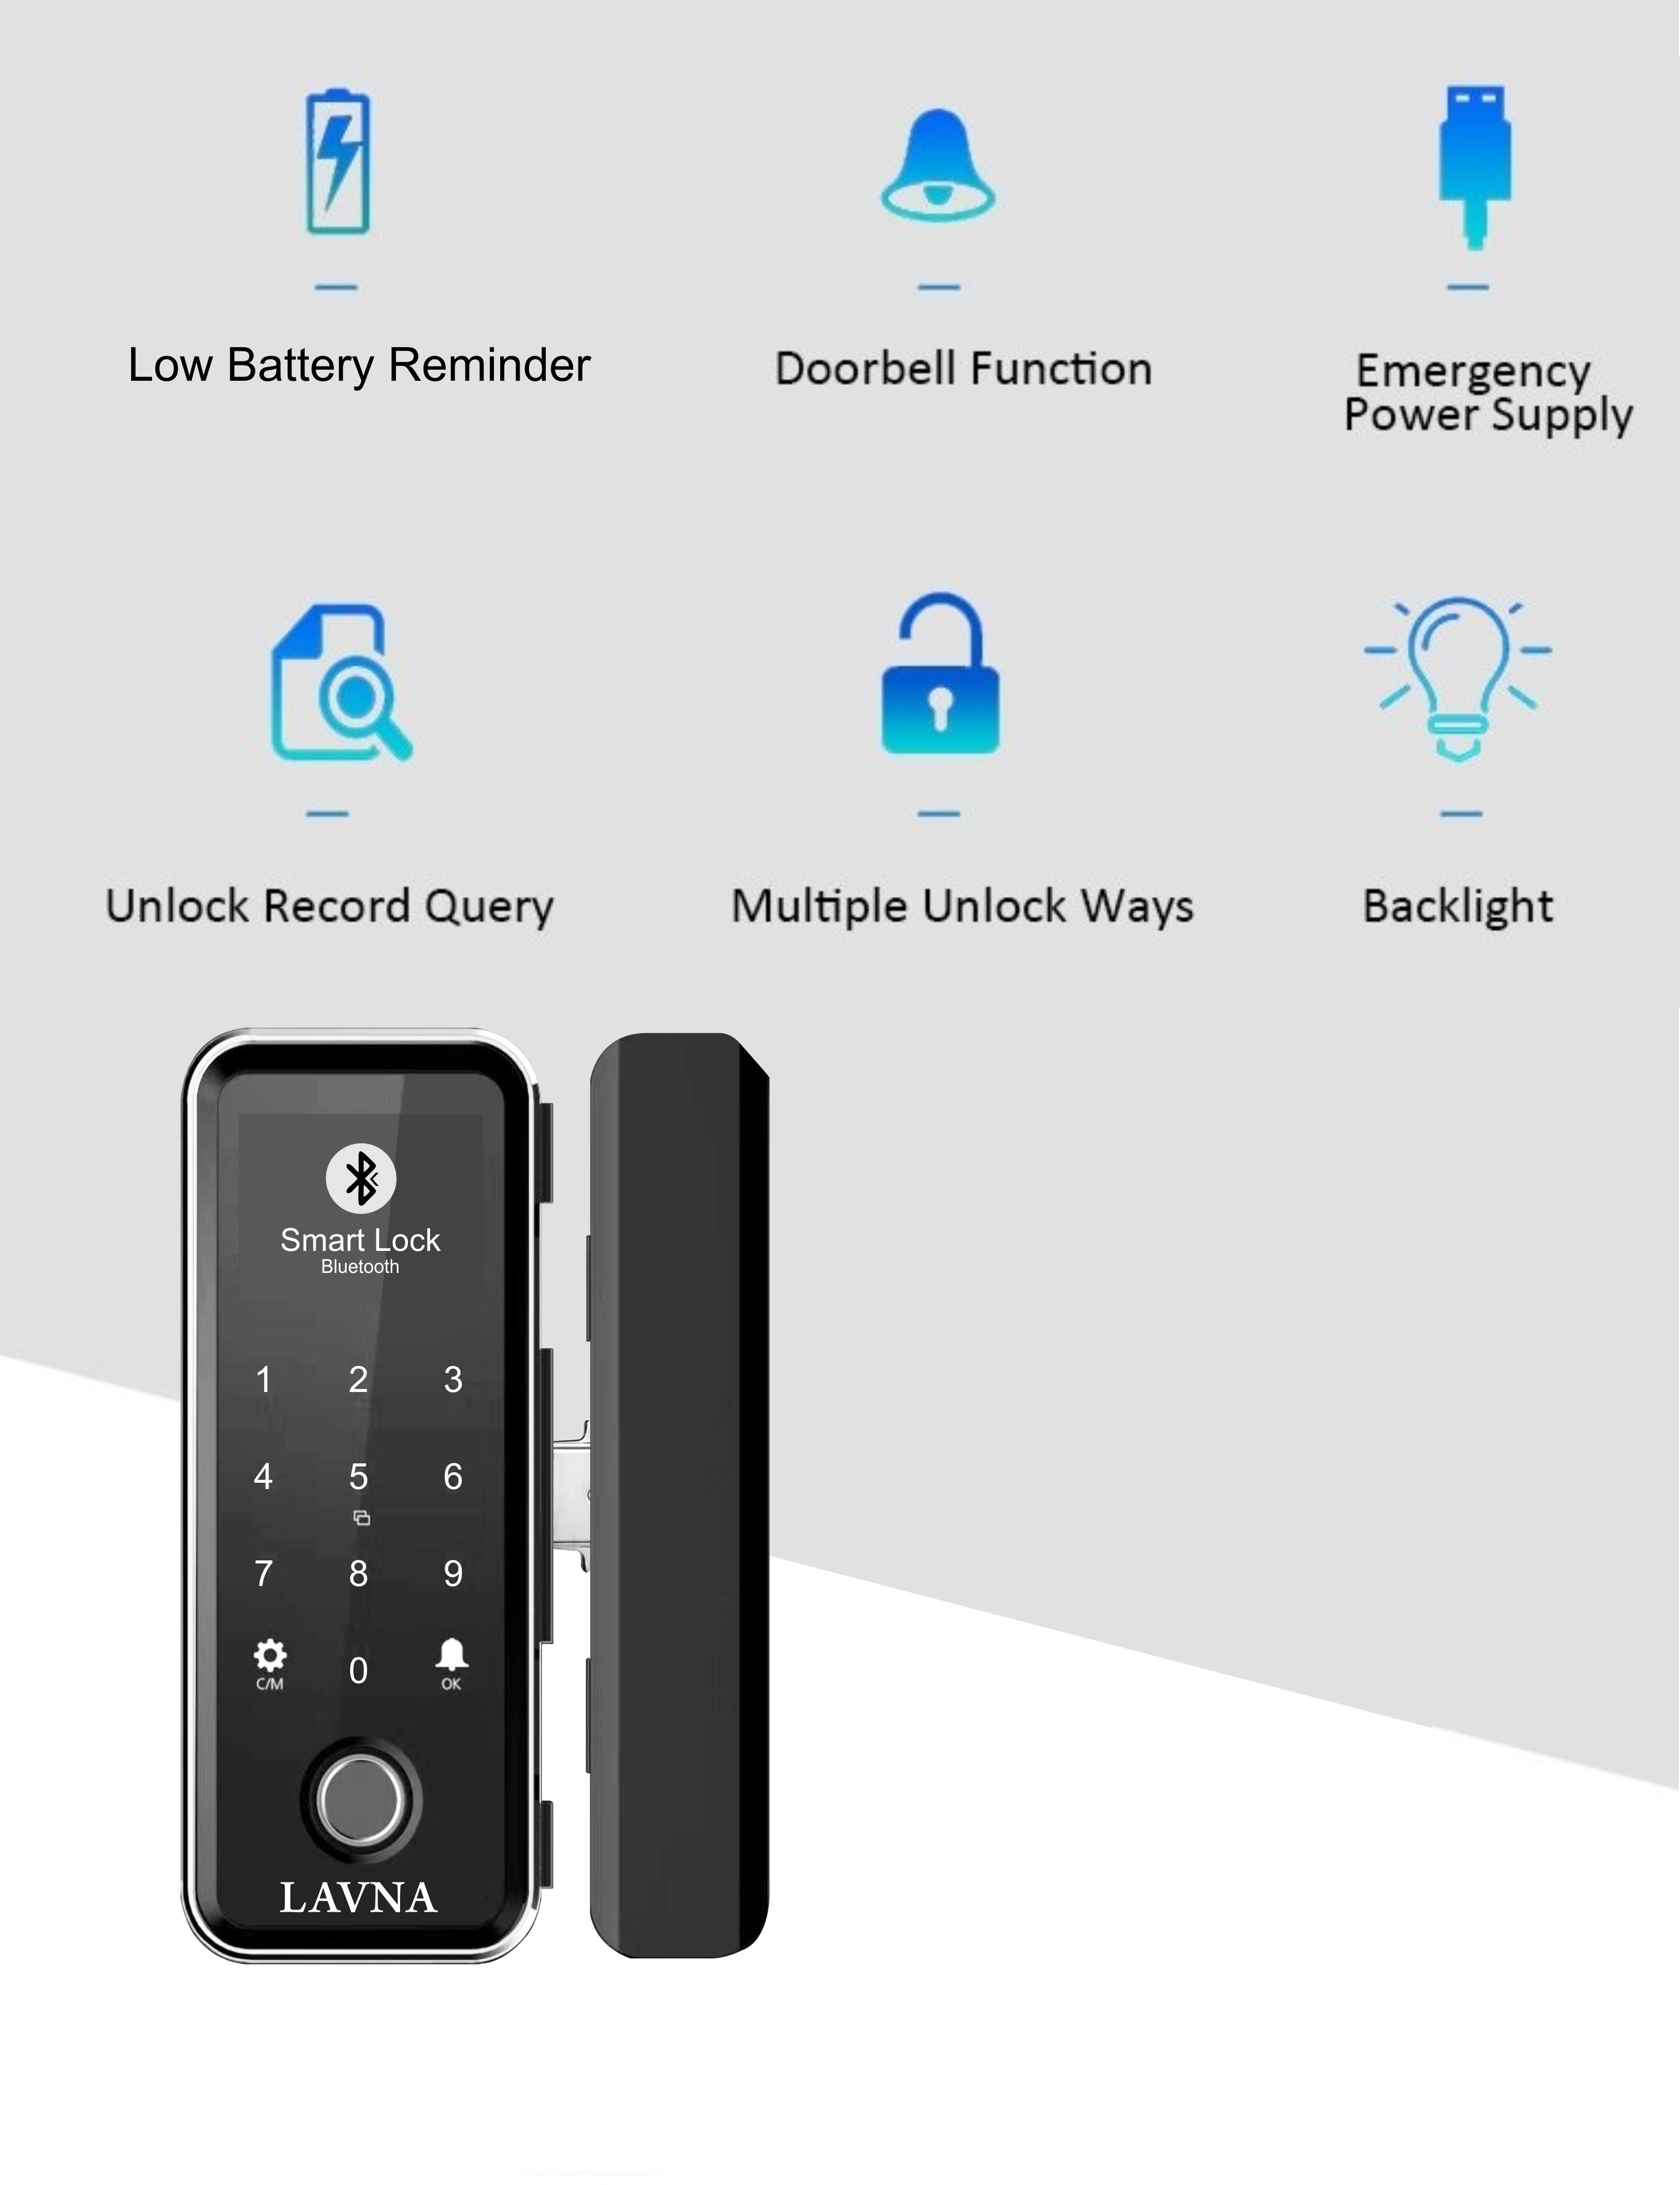 Low Battery Reminder
Doorbell Function
Emergency
Power Supply
Unlock Record Query
Multiple Unlock Ways
Backlight
Smart Lock
Bluetooth
1 2 3
4 5 6
7 8 9
0
C/M
OK
LAVNA